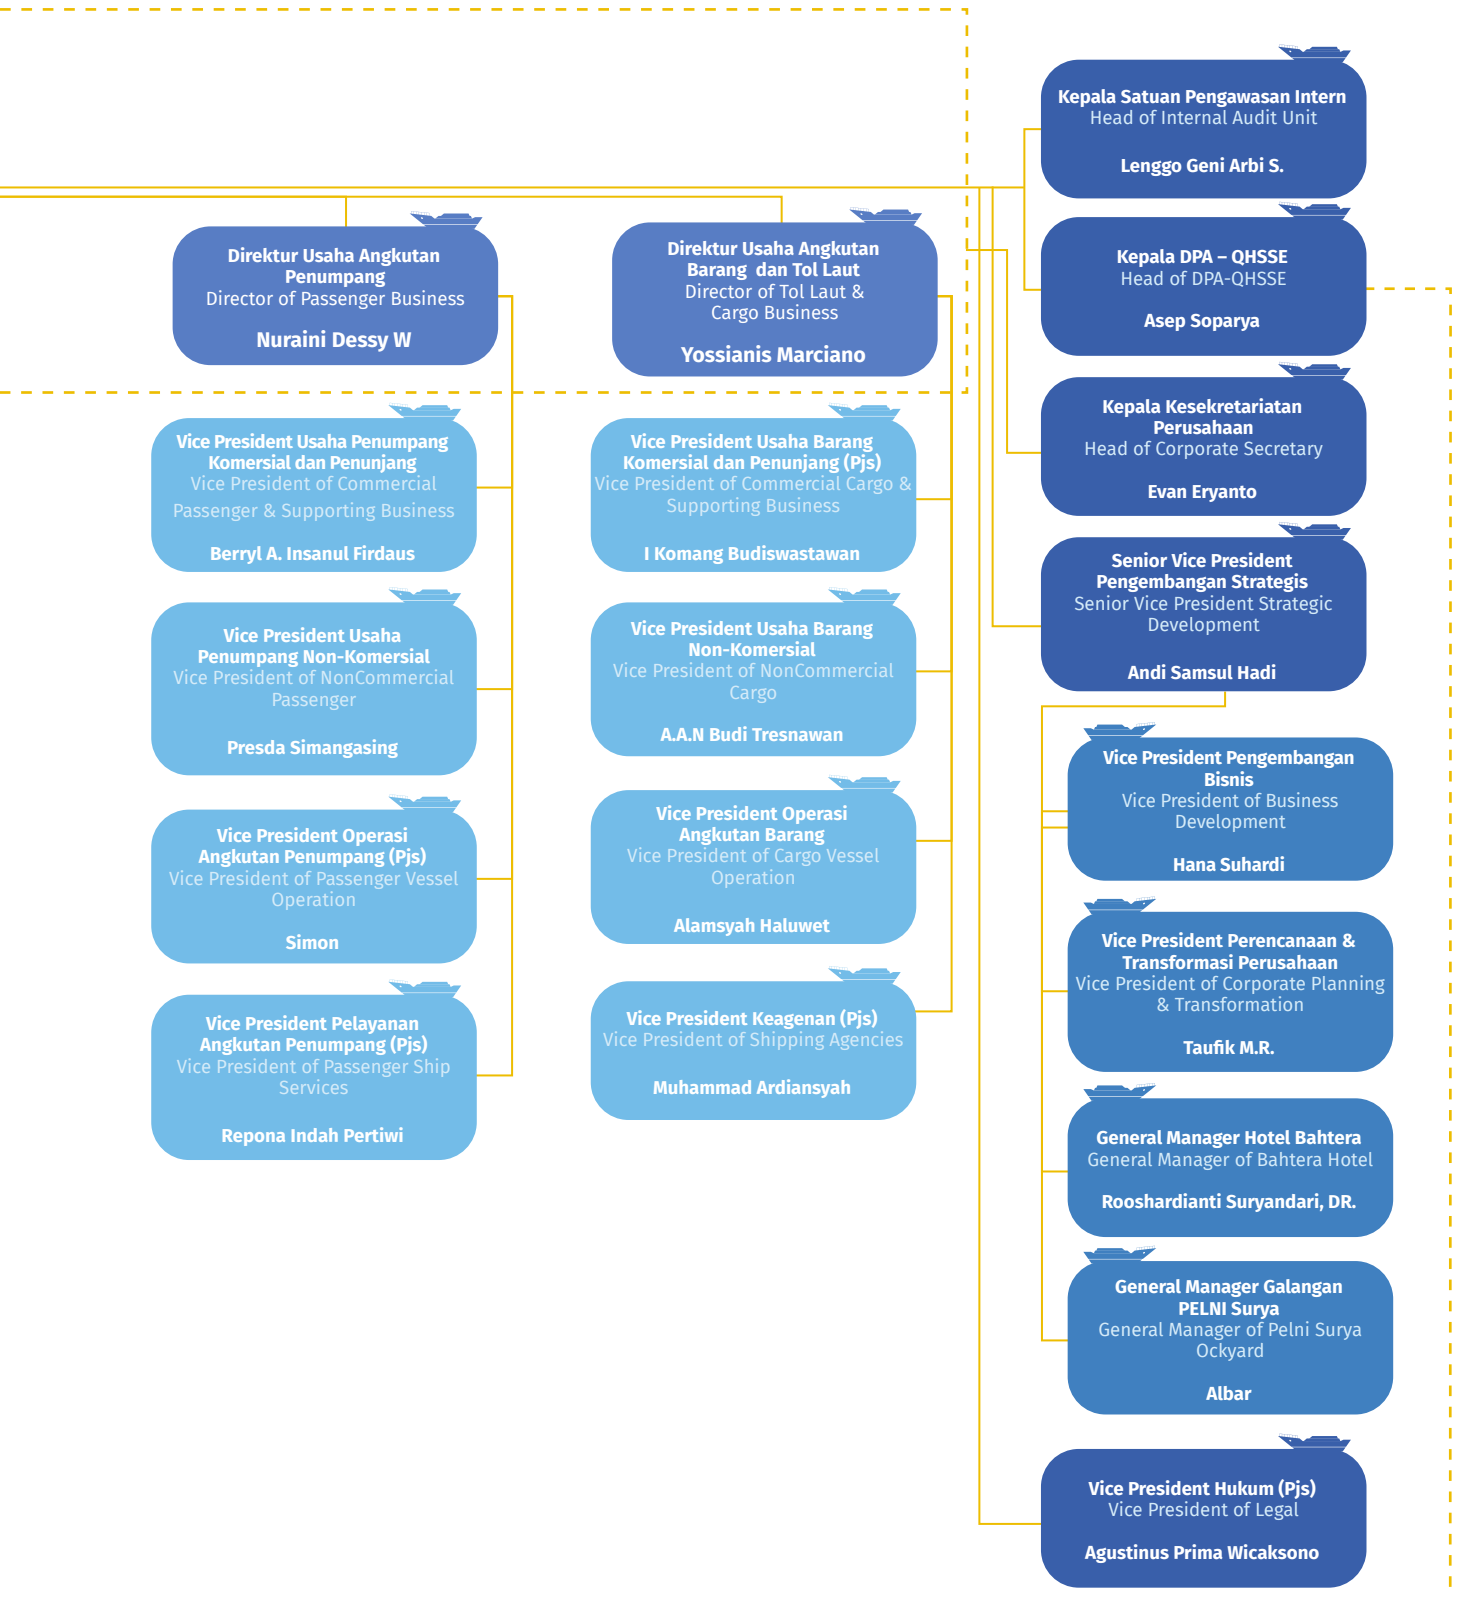 Direktur Usaha Angkutan
Penumpang
Director of Passenger Business
Nuraini Dessy W
Vice President Usaha Penumpang
Komersial dan Penunjang
Vice President of Commercial
Passenger & Supporting Business
Berryl A. Insanul Firdaus
Vice President Usaha
Penumpang Non-Komersial
Vice President of NonCommercial
Passenger
Presda Simangasing
Vice President Operasi
Angkutan Penumpang (Pjs)
Vice President of Passenger Vessel
Operation
Simon
Vice President Pelayanan
Angkutan Penumpang (Pjs)
Vice President of Passenger Ship
Services
Repona Indah Pertiwi
Direktur Usaha Angkutan
Barang dan Tol Laut
Director of Tol Laut &
Cargo Business
Yossianis Marciano
Vice President Usaha Barang
Komersial dan Penunjang (Pjs)
Vice President of Commercial Cargo &
Supporting Business
I Komang Budiswastawan
Vice President Usaha Barang
Non-Komersial
Vice President of NonCommercial
Cargo
A.A.N Budi Tresnawan
Vice President Operasi
Angkutan Barang
Vice President of Cargo Vessel
Operation
Alamsyah Haluwet
Vice President Keagenan (Pjs)
Vice President of Shipping Agencies
Muhammad Ardiansyah
Kepala Satuan Pengawasan Intern
Head of Internal Audit Unit
Lenggo Geni Arbi S.
Kepala DPA – QHSSE
Head of DPA-QHSSE
Asep Soparya
Kepala Kesekretariatan
Perusahaan
Head of Corporate Secretary
Evan Eryanto
Senior Vice President
Pengembangan Strategis
Senior Vice President Strategic
Development
Andi Samsul Hadi
Vice President Pengembangan
Bisnis
Vice President of Business
Development
Hana Suhardi
Vice President Perencanaan &
Transformasi Perusahaan
Vice President of Corporate Planning
& Transformation
Taufik M.R.
General Manager Hotel Bahtera
General Manager of Bahtera Hotel
Rooshardianti Suryandari, DR.
General Manager Galangan
PELNI Surya
General Manager of Pelni Surya
Ockyard
Albar
Vice President Hukum (Pjs)
Vice President of Legal
Agustinus Prima Wicaksono